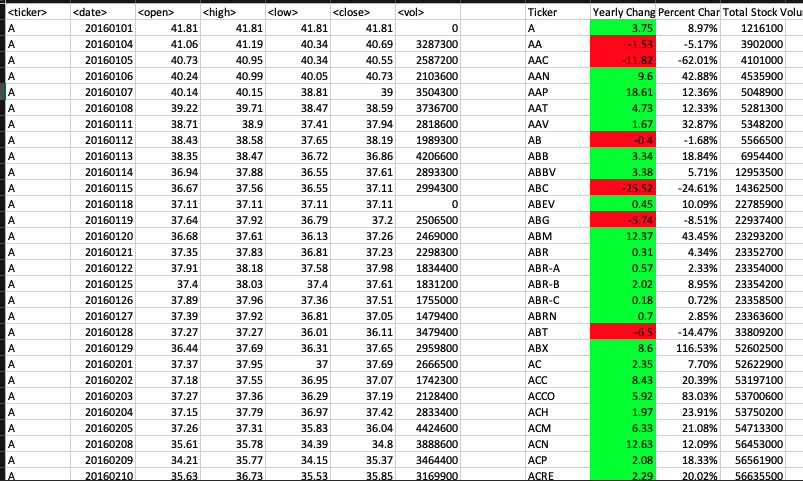 <ticker> <date> <open> <high> <low> <close> <vol> Ticker Yearly Chang Percent Char Total Stock Volu
A 20160101 41.81 41.81 41.81 41.81 0 A 3.75 8.97% 1216100
A 20160104 41.06 41.19 40.34 40.69 3287300 AA -1.53 -5.17% 3902000
A 20160105 40.73 40.95 40.34 40.55 2587200 AAC -11.82 -62.01% 4101000
A 20160106 40.24 40.99 40.05 40.73 2103600 AAN 9.6 42.88% 4535900
A 20160107 40.14 40.15 38.81 39 3504300 AAP 18.61 12.36% 5048900
A 20160108 39.22 39.71 38.47 38.59 3736700 AAT 4.73 12.33% 5281300
A 20160111 38.71 38.9 37.41 37.94 2818600 AAV 1.67 32.87% 5348200
A 20160112 38.43 38.58 37.65 38.19 1989300 AB -0.4 -1.68% 5566500
A 20160113 38.35 38.47 36.72 36.86 4206600 ABB 3.34 18.84% 6954400
A 20160114 36.94 37.88 36.55 37.61 2893300 ABBV 3.38 5.71% 12953500
A 20160115 36.67 37.56 36.55 37.11 2994300 ABC -25.52 -24.61% 14362500
A 20160118 37.11 37.11 37.11 37.11 0 ABEV 0.45 10.09% 22785900
A 20160119 37.64 37.92 36.79 37.2 2506500 ABG -5.74 -8.51% 22937400
A 20160120 36.68 37.61 36.13 37.26 2469000 ABM 12.37 43.45% 23293200
A 20160121 37.35 37.83 36.81 37.23 2298300 ABR 0.31 4.34% 23352700
A 20160122 37.91 38.18 37.58 37.98 1834400 ABR-A 0.57 2.33% 23354000
A 20160125 37.4 38.03 37.4 37.61 1831200 ABR-B 2.02 8.95% 23354200
A 20160126 37.89 37.96 37.36 37.51 1755000 ABR-C 0.18 0.72% 23358500
A 20160127 37.39 37.92 36.81 37.05 1479400 ABRN 0.7 2.85% 23363600
A 20160128 37.27 37.27 36.01 36.11 3479400 ABT -6.5 -14.47% 33809200
A 20160129 36.44 37.69 36.31 37.65 2959800 ABX 8.6 116.53% 52602500
A 20160201 37.37 37.95 37 37.69 2666500 AC 2.35 7.70% 52622900
A 20160202 37.18 37.55 36.95 37.07 1742300 ACC 8.43 20.39% 53197100
A 20160203 37.27 37.36 36.29 37.19 2128400 ACCO 5.92 83.03% 53700600
A 20160204 37.15 37.79 36.97 37.42 2833400 ACH 1.97 23.91% 53750200
A 20160205 37.26 37.31 35.83 36.04 4424600 ACM 6.33 21.08% 54713300
A 20160208 35.61 35.78 34.39 34.8 3888600 ACN 12.63 12.09% 56453000
A 20160209 34.21 35.77 34.15 35.37 3464400 ACP 2.08 18.33% 56561900
A 20160210 35.63 36.73 35.53 35.85 3169900 ACRE 2.29 20.02% 56635500